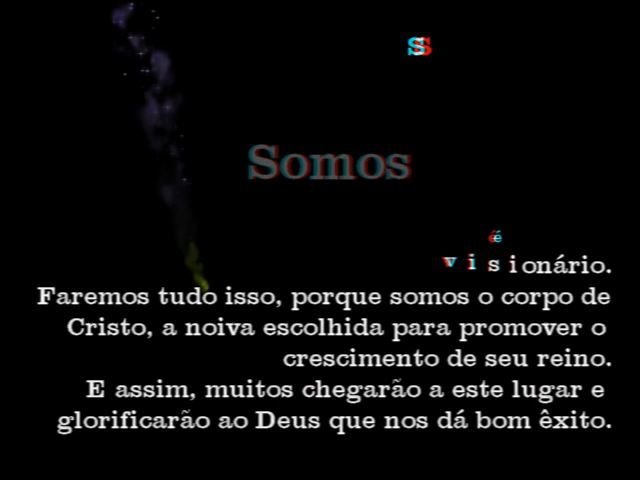 S
Somos
é
visionário.
Faremos tudo isso, porque somos o corpo de
Cristo, a noiva escolhida para promover o
crescimento de seu reino.
E assim, muitos chegarão a este lugar e
glorificarão ao Deus que nos dá bom êxito.